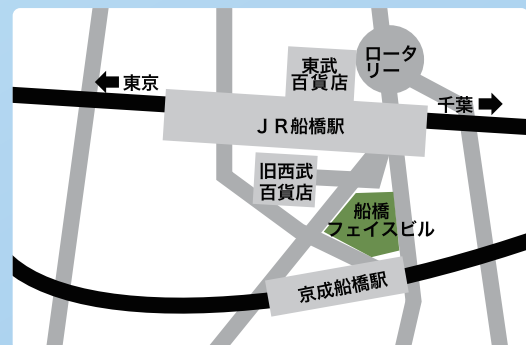 ロータ
リー
東武
百貨店
東京
千葉
ＪＲ船橋駅
旧西武
百貨店
船橋
フェイスビル
京成船橋駅